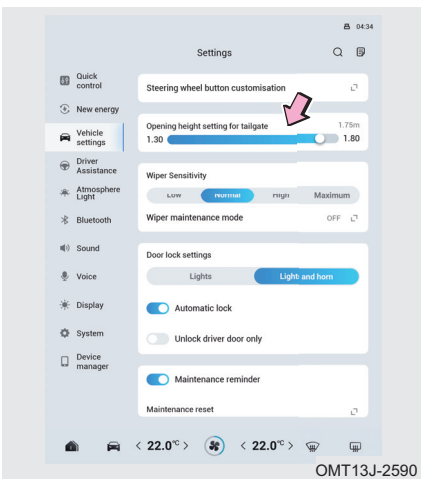 04:34
Settings
Quick
control
New energy
Vehicle
settings
Driver
Assistance
Atmosphere
Light
Bluetooth
Sound
Voice
Display
System
Device
manager
Steering wheel button customisation
Opening height setting for tailgate 1.75m
1.30 1.80
Wiper Sensitivity
Low Normal High Maximum
Wiper maintenance mode OFF
Door lock settings
Lights Light and horn
Automatic lock
Unlock driver door only
Maintenance reminder
Maintenance reset
< 22.0°C > < 22.0°C >
OMT13J-2590